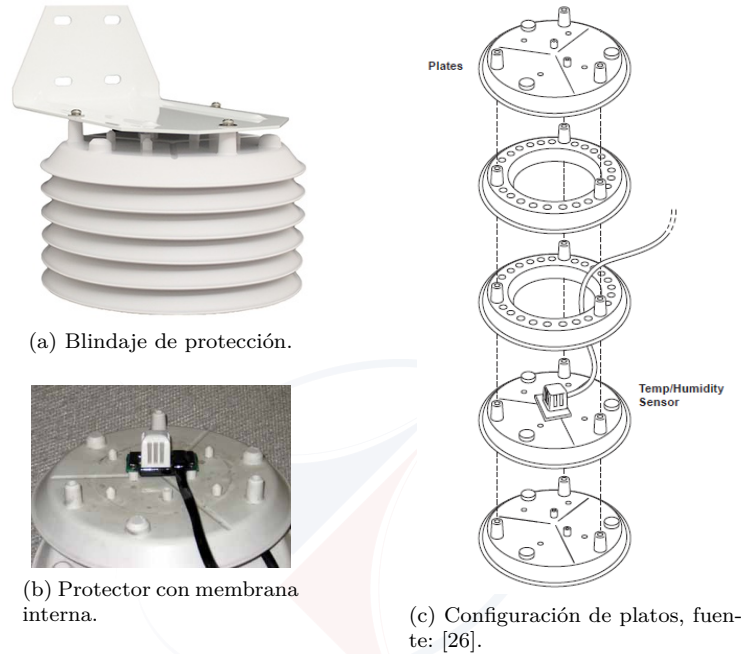 (a) Blindaje de protección.
(b) Protector con membrana
interna.
Plates
Temp/Humidity
Sensor
(c) Configuración de platos, fuen-
te: [26].